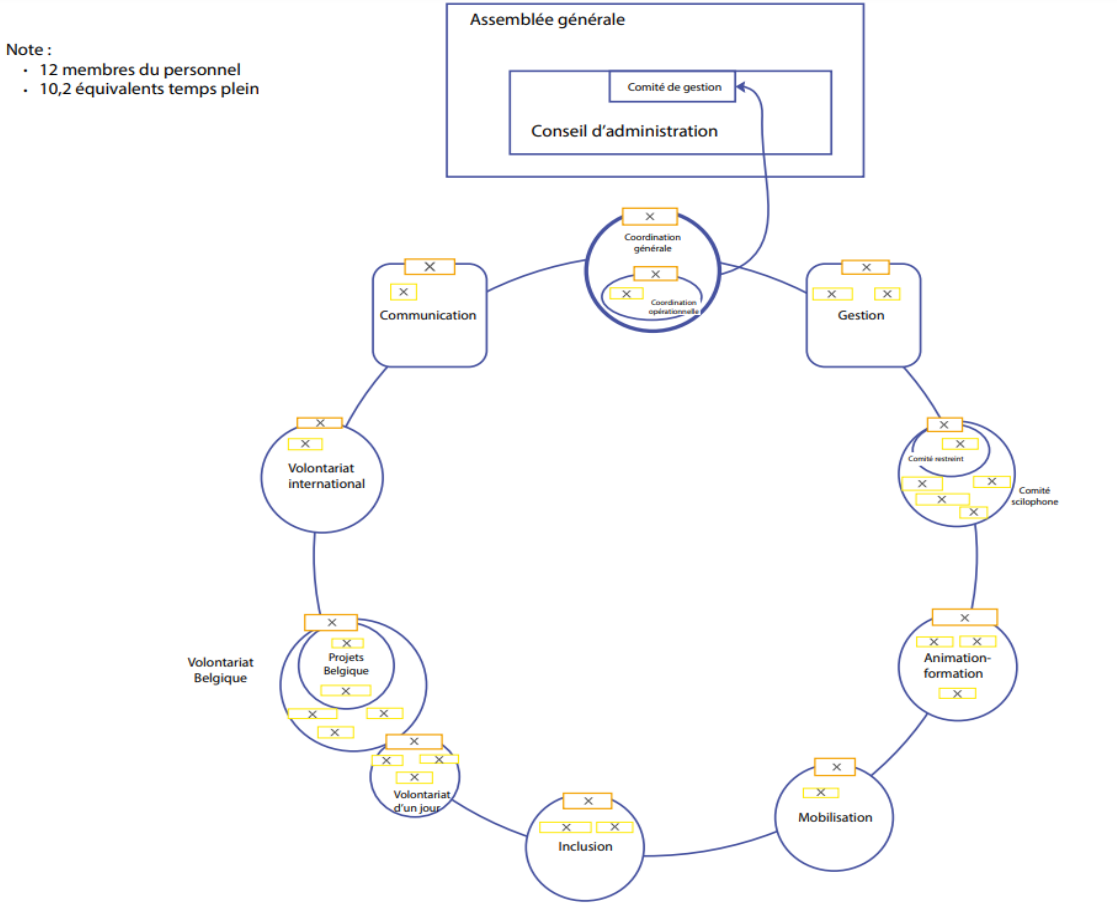 Note :
· 12 membres du personnel
· 10,2 équivalents temps plein
Assemblée générale
Comité de gestion
Conseil d’administration
Coordination
générale
Coordination
opérationnelle
Communication
Gestion
Volontariat
international
Comité restreint
Comité
scilophone
Volontariat
Belgique
Projets
Belgique
Animation-
formation
Volontariat
d’un jour
Mobilisation
Inclusion